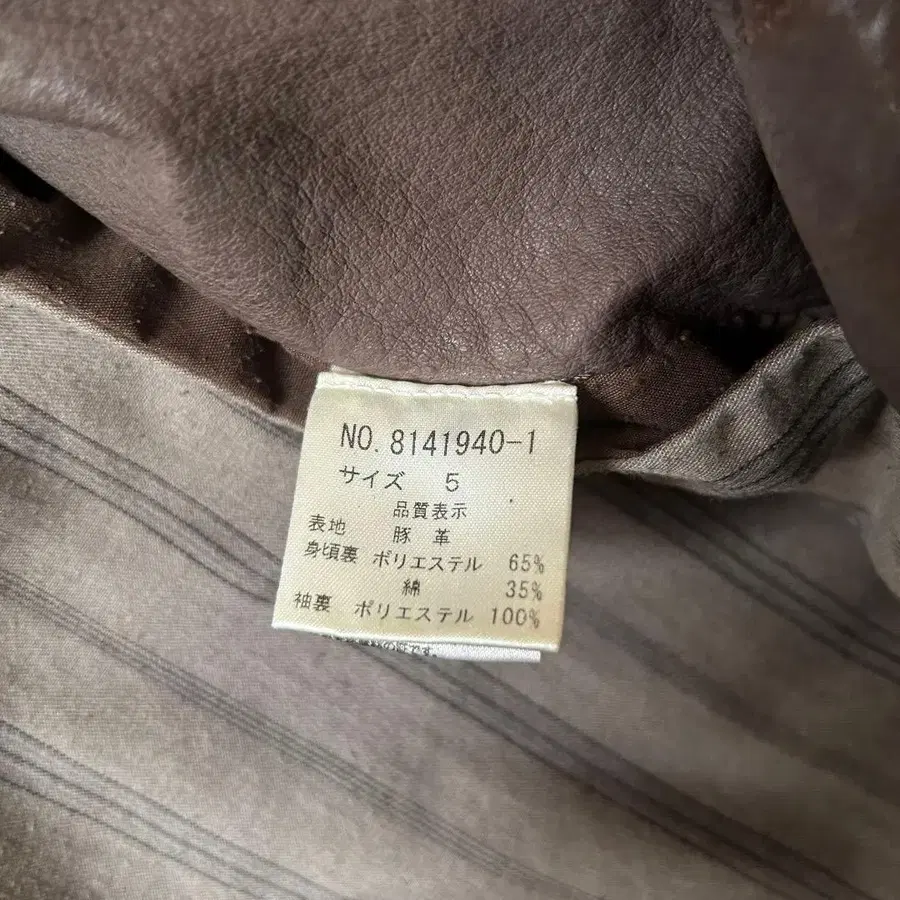 NO. 8141940-1
サイズ 5
品質表示
表地 豚革
身頃裏 ポリエステル 65%
綿 35%
袖裏 ポリエステル 100%